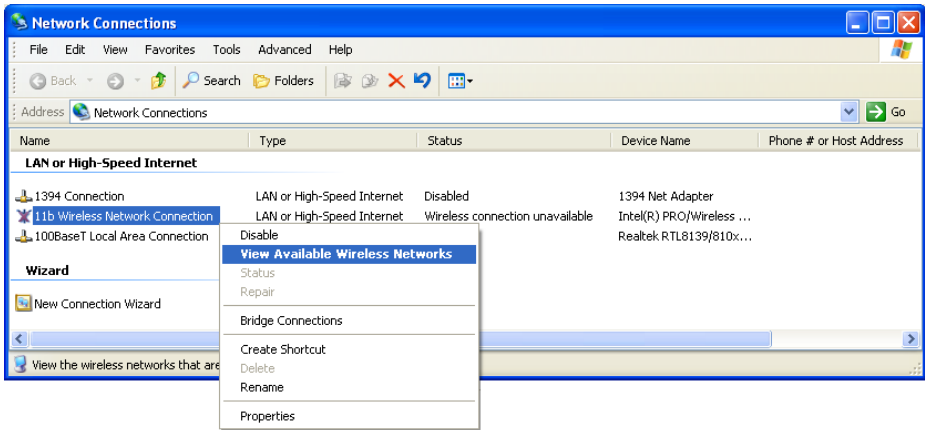 Network Connections
File Edit View Favorites Tools Advanced Help
Back Search Folders
Address Network Connections Go
Name Type Status Device Name Phone # or Host Address
LAN or High-Speed Internet
1394 Connection LAN or High-Speed Internet Disabled 1394 Net Adapter
11b Wireless Network Connection LAN or High-Speed Internet Wireless connection unavailable Intel(R) PRO/Wireless ...
100BaseT Local Area Connection Realtek RTL8139/810x...
Disable
View Available Wireless Networks
Status
Repair
Bridge Connections
Create Shortcut
Delete
Rename
Properties
Wizard
New Connection Wizard
View the wireless networks that are